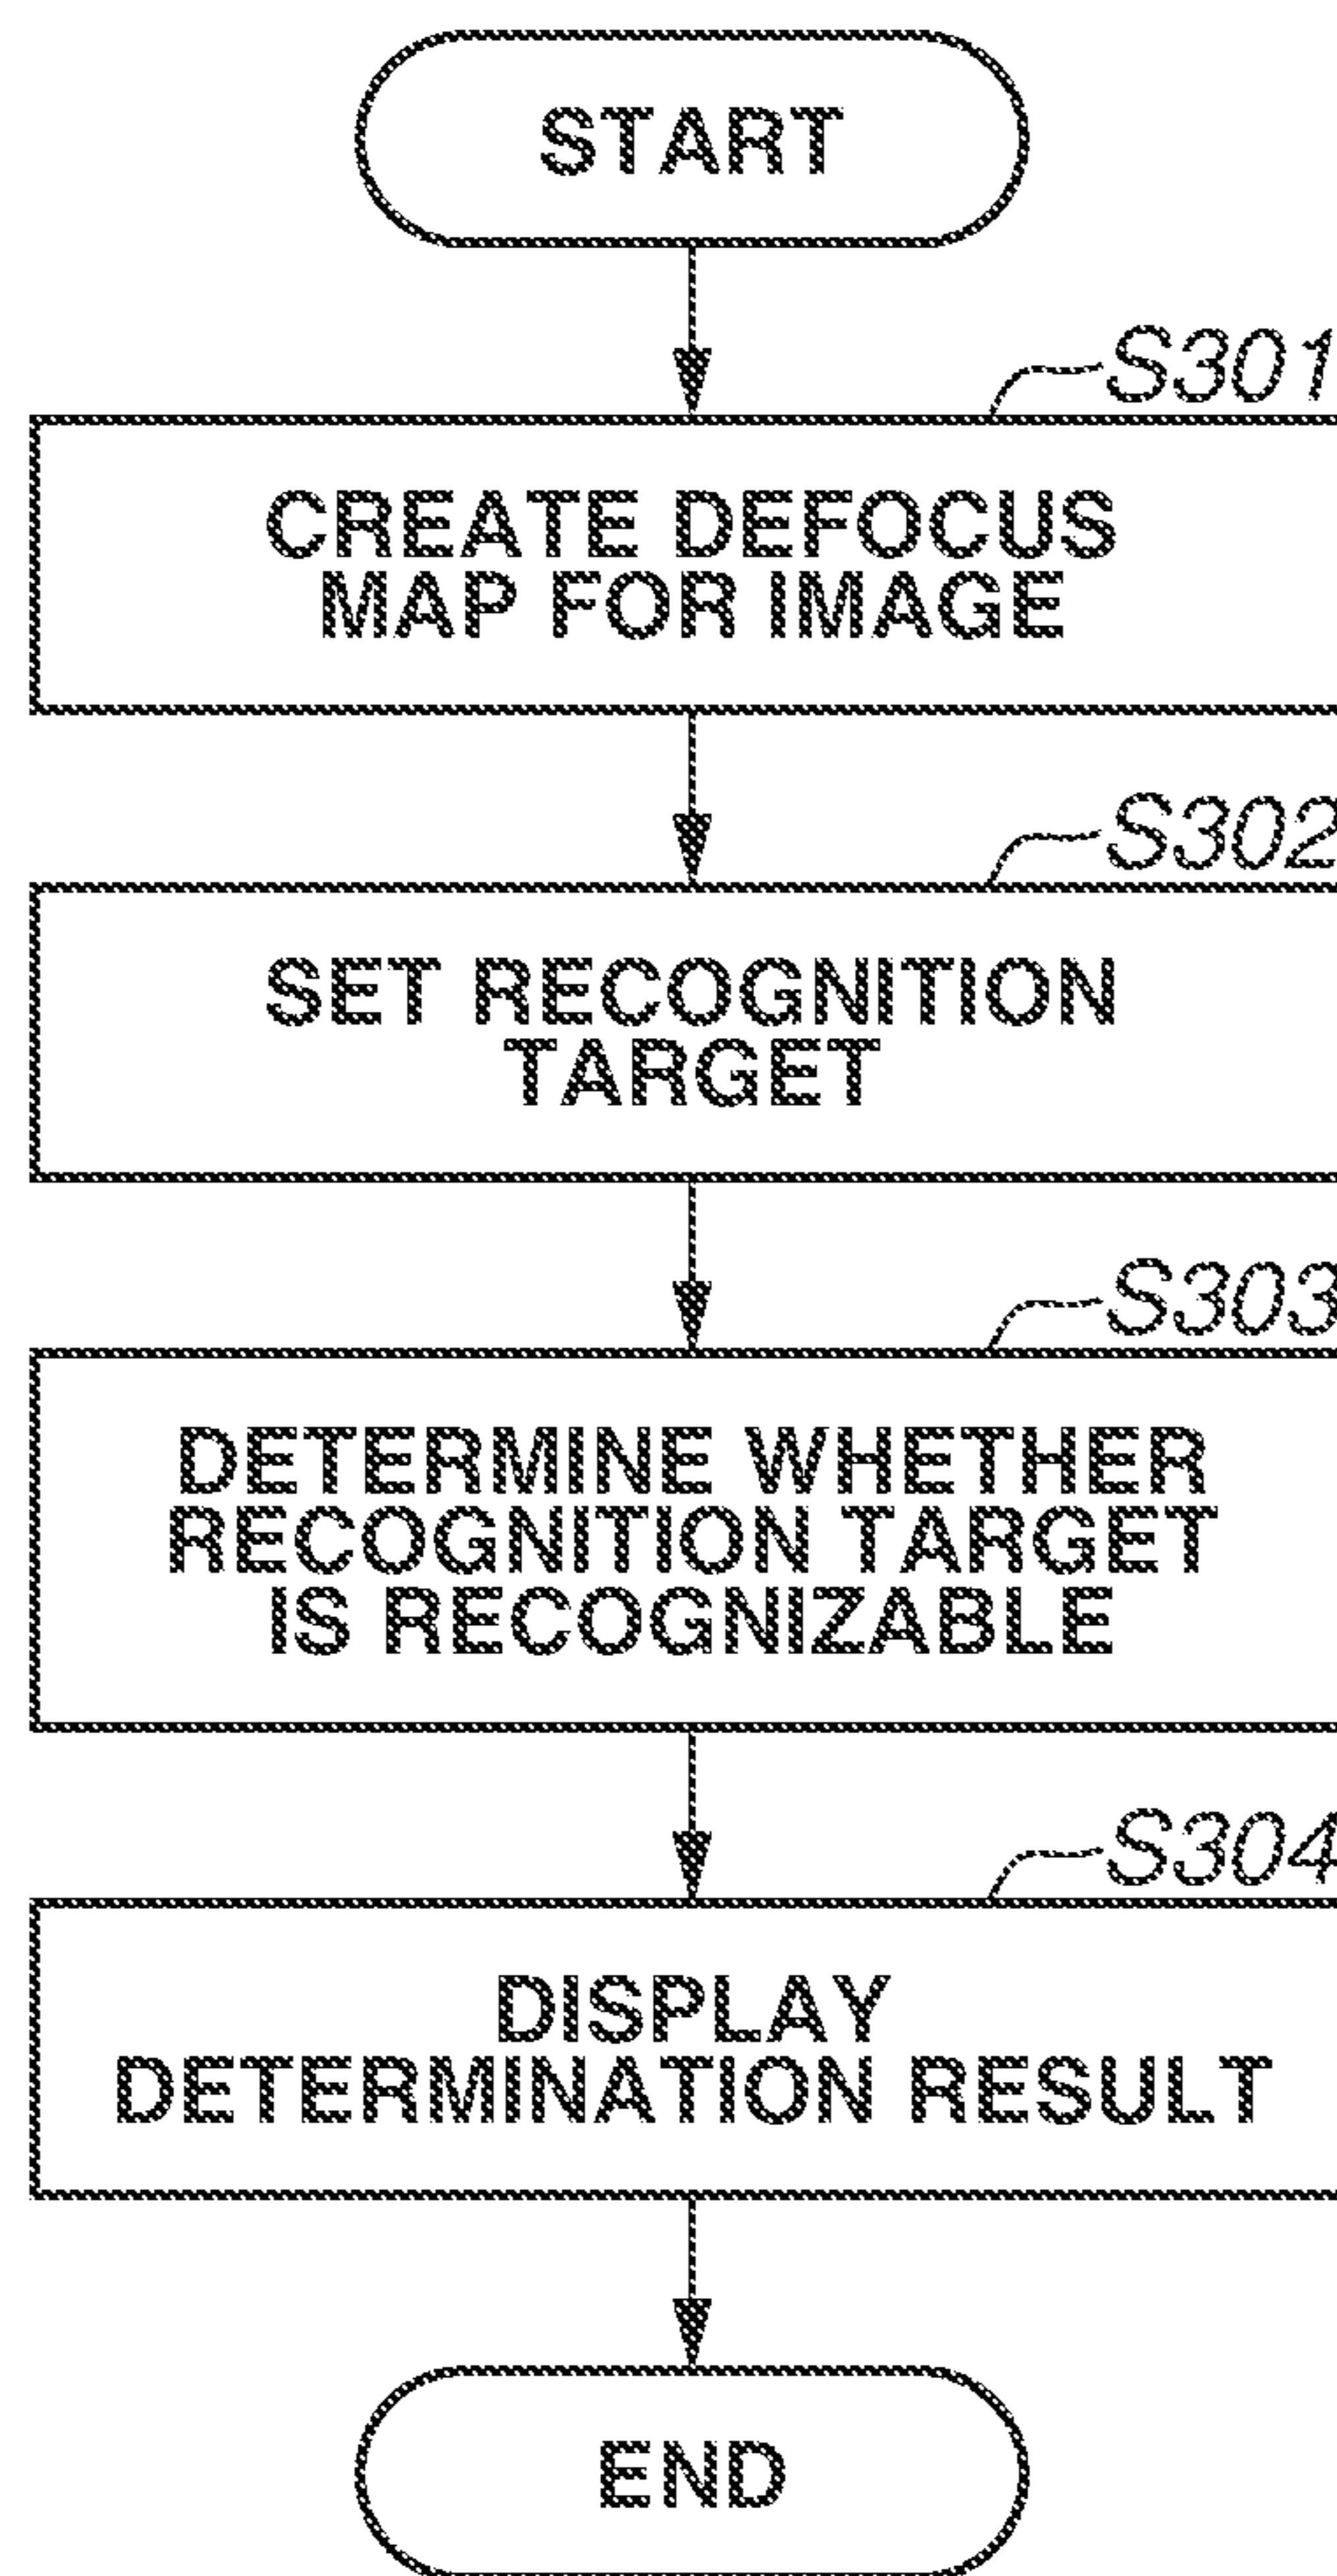 START
S301
CREATE DEFOCUS
MAP FOR IMAGE
S302
SET RECOGNITION
TARGET
S303
DETERMINE WHETHER
RECOGNITION TARGET
IS RECOGNIZABLE
S304
DISPLAY
DETERMINATION RESULT
END